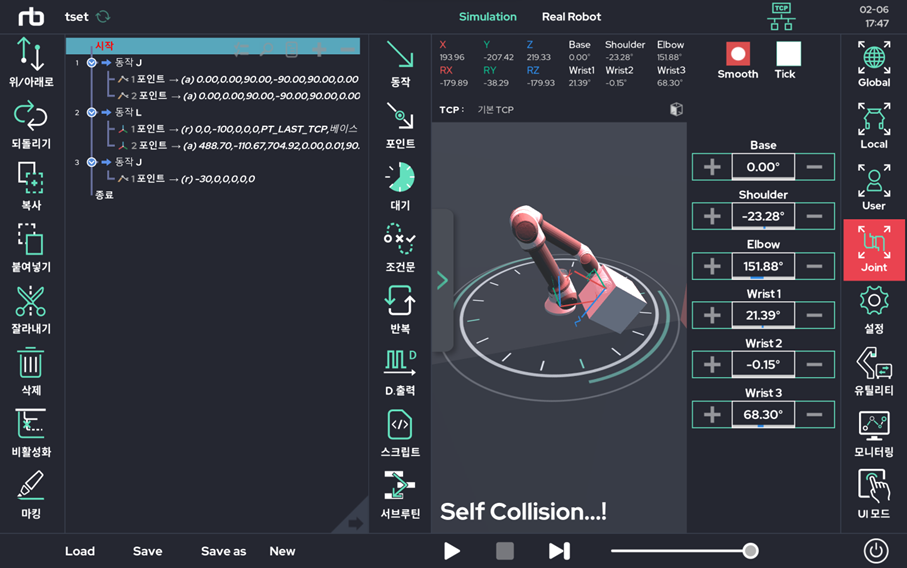 rb
tset
Simulation
Real Robot
TCP
02-06
17:47
위/아래로
되돌리기
복사
붙여넣기
잘라내기
삭제
비활성화
마킹
시작
1 동작 J
1 포인트 → (a) 0.00,0.00,90.00,-90.00,90.00,0.00
2 포인트 → (a) 0.00,0.00,90.00,-90.00,90.00,0.00
2 동작 L
1 포인트 → (r) 0,0,-100,0,0,0,PT_LAST_TCP,베이스
2 포인트 → (a) 488.70,-110.67,704.92,0.00,0.01,90.
3 동작 J
1 포인트 → (r) -30,0,0,0,0,0
종료
동작
포인트
대기
조건문
반복
D
D.출력
스크립트
서브루틴
X Y Z Base Shoulder Elbow
193.96 -207.42 219.33 0.00° -23.28° 151.88°
RX RY RZ Wrist1 Wrist2 Wrist3
-179.89 -38.29 -179.93 21.39° -0.15° 68.30°
TCP : 기본 TCP
Self Collision...!
Smooth
Tick
Base
0.00°
Shoulder
-23.28°
Elbow
151.88°
Wrist 1
21.39°
Wrist 2
-0.15°
Wrist 3
68.30°
Global
Local
User
Joint
설정
유틸리티
모니터링
UI 모드
Load
Save
Save as
New